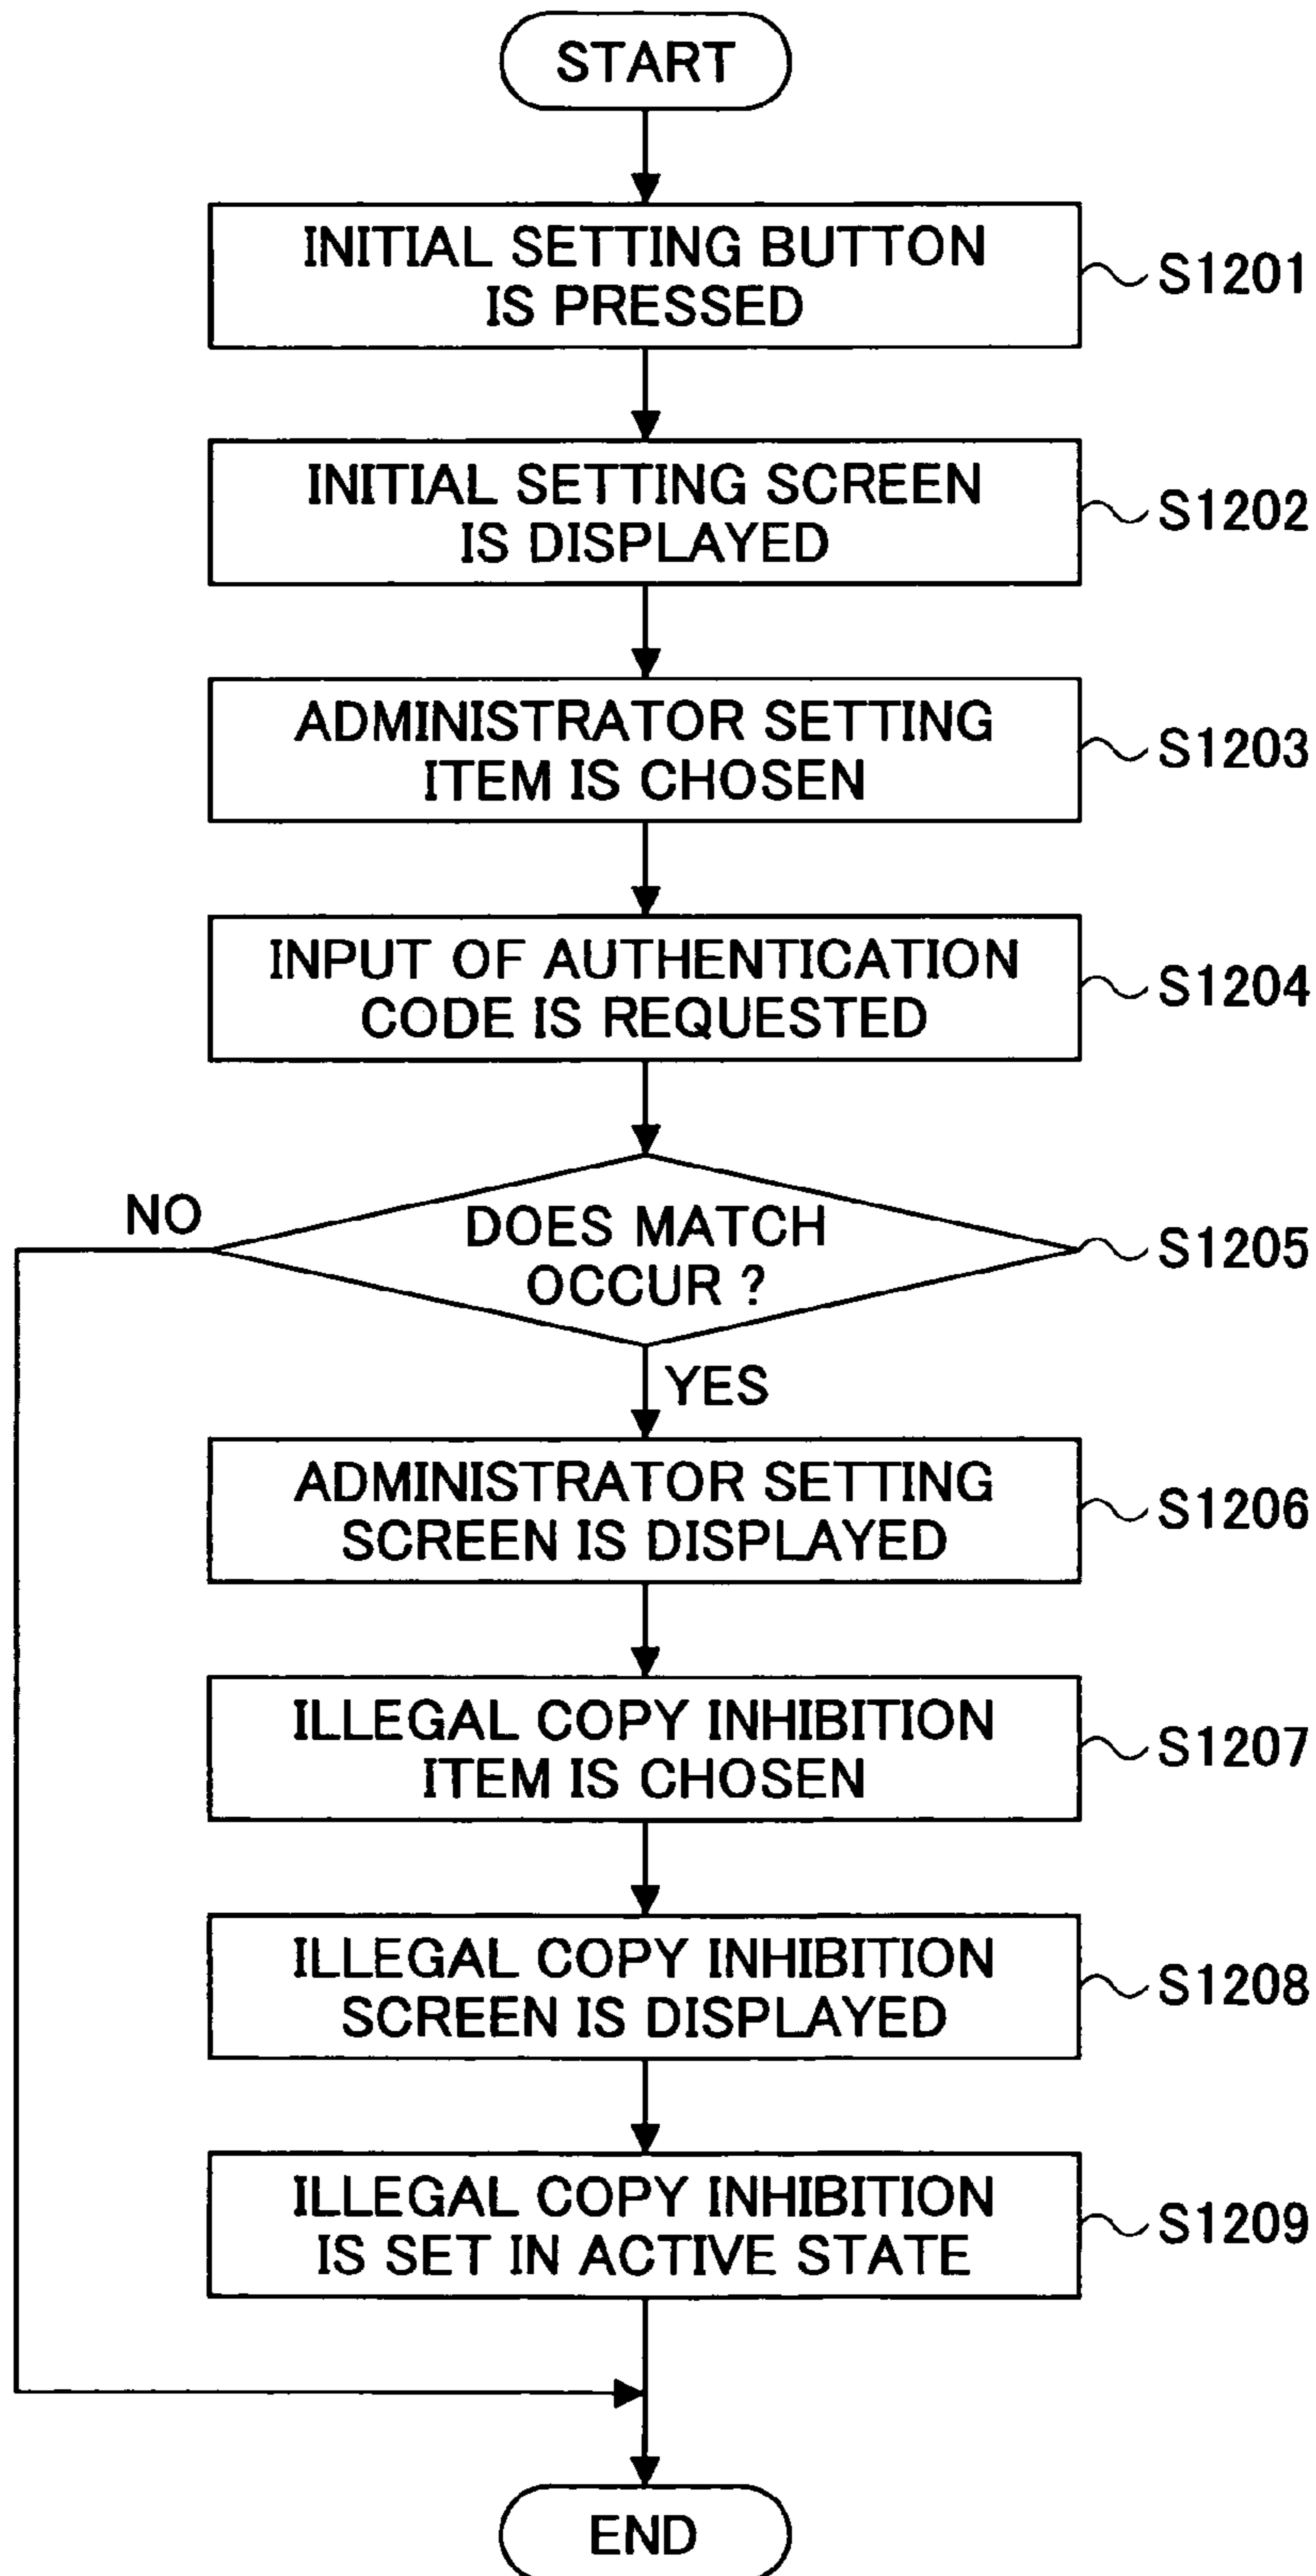 START
INITIAL SETTING BUTTON
IS PRESSED
S1201
INITIAL SETTING SCREEN
IS DISPLAYED
S1202
ADMINISTRATOR SETTING
ITEM IS CHOSEN
S1203
INPUT OF AUTHENTICATION
CODE IS REQUESTED
S1204
NO
DOES MATCH
OCCUR ?
S1205
YES
ADMINISTRATOR SETTING
SCREEN IS DISPLAYED
S1206
ILLEGAL COPY INHIBITION
ITEM IS CHOSEN
S1207
ILLEGAL COPY INHIBITION
SCREEN IS DISPLAYED
S1208
ILLEGAL COPY INHIBITION
IS SET IN ACTIVE STATE
S1209
END